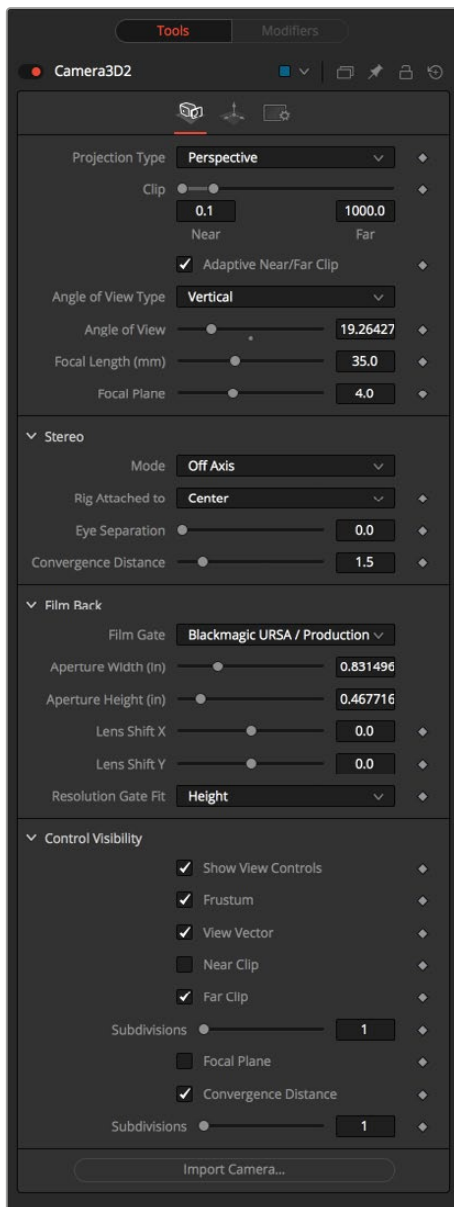 Tools Modifiers
Camera3D2
Projection Type Perspective
Clip
0.1 1000.0
Near Far
Adaptive Near/Far Clip
Angle of View Type Vertical
Angle of View 19.26427
Focal Length (mm) 35.0
Focal Plane 4.0
Stereo
Mode Off Axis
Rig Attached to Center
Eye Separation 0.0
Convergence Distance 1.5
Film Back
Film Gate Blackmagic URSA / Production
Aperture Width (in) 0.831496
Aperture Height (in) 0.467716
Lens Shift X 0.0
Lens Shift Y 0.0
Resolution Gate Fit Height
Control Visibility
Show View Controls
Frustum
View Vector
Near Clip
Far Clip
Subdivisions 1
Focal Plane
Convergence Distance
Subdivisions 1
Import Camera...